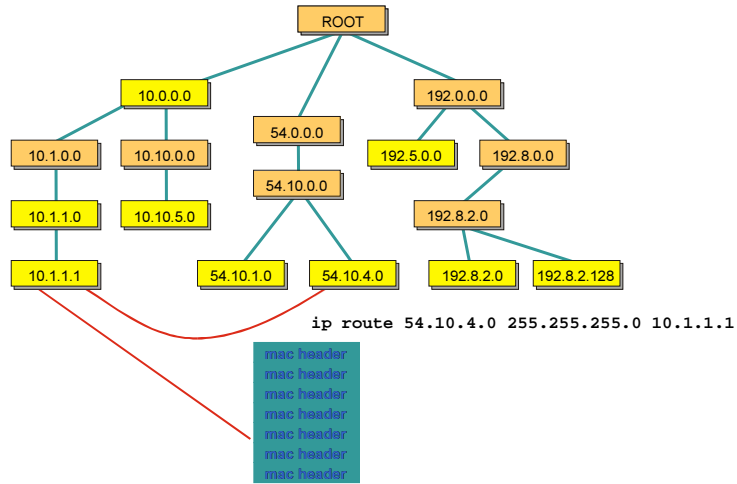 ROOT
10.0.0.0
192.0.0.0
54.0.0.0
10.1.0.0
10.10.0.0
192.5.0.0
192.8.0.0
54.10.0.0
10.1.1.0
10.10.5.0
192.8.2.0
10.1.1.1
54.10.1.0
54.10.4.0
192.8.2.0
192.8.2.128
ip route 54.10.4.0 255.255.255.0 10.1.1.1
mac header
mac header
mac header
mac header
mac header
mac header
mac header